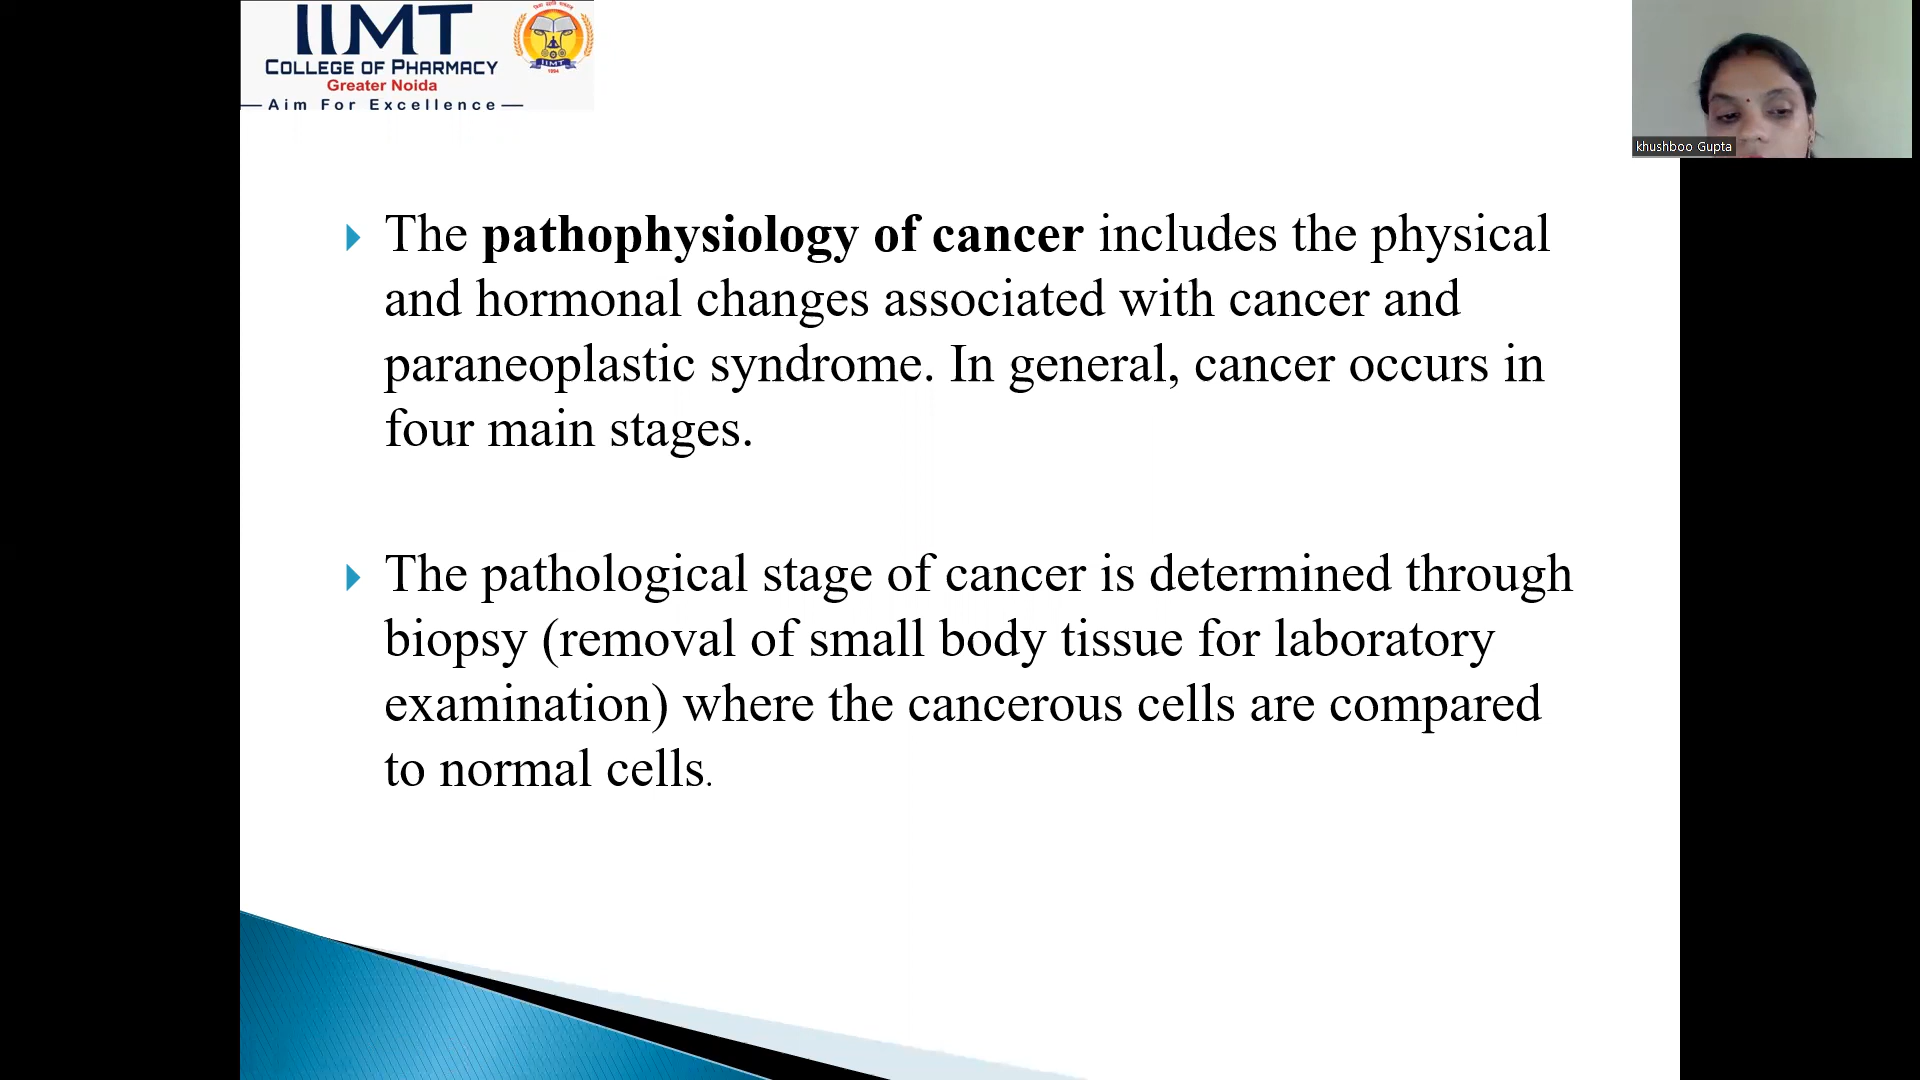 IIMT
COLLEGE OF PHARMACY
Greater Noida
Aim For Excellence
IIMT
khushboo Gupta
The pathophysiology of cancer includes the physical
and hormonal changes associated with cancer and
paraneoplastic syndrome. In general, cancer occurs in
four main stages.
The pathological stage of cancer is determined through
biopsy (removal of small body tissue for laboratory
examination) where the cancerous cells are compared
to normal cells.